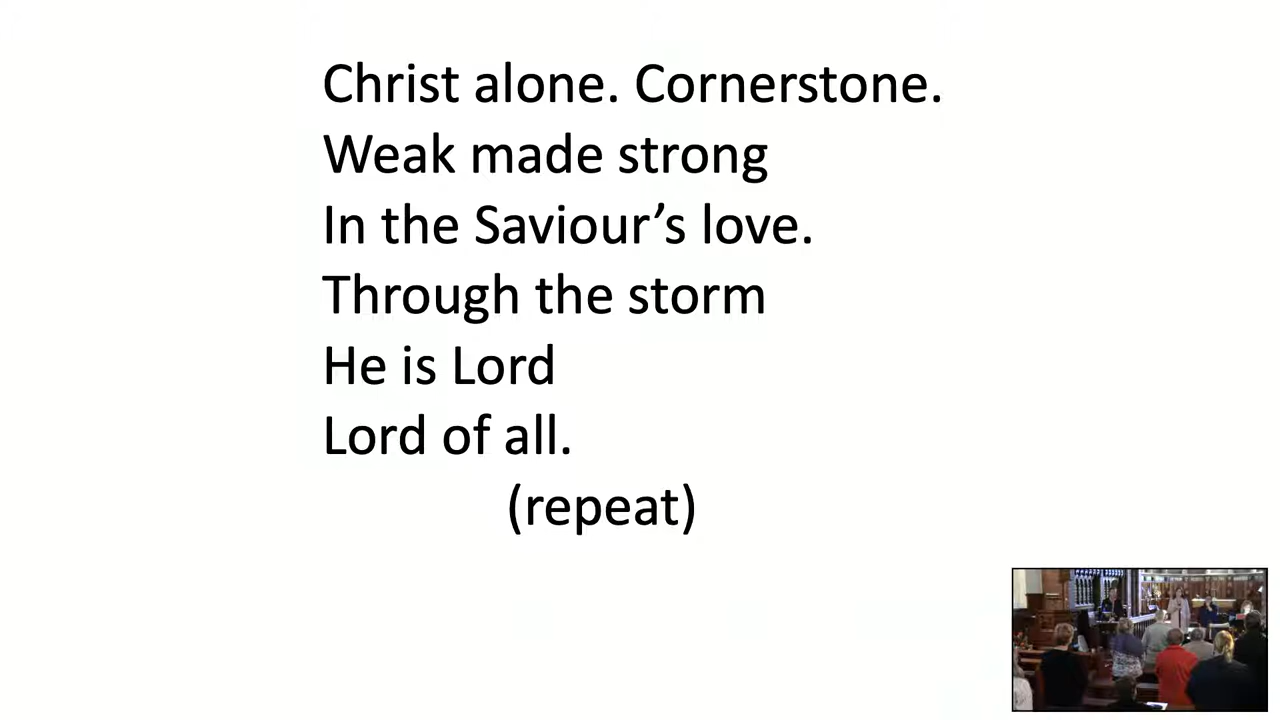 Christ alone. Cornerstone.
Weak made strong
In the Saviour’s love.
Through the storm
He is Lord
Lord of all.
(repeat)